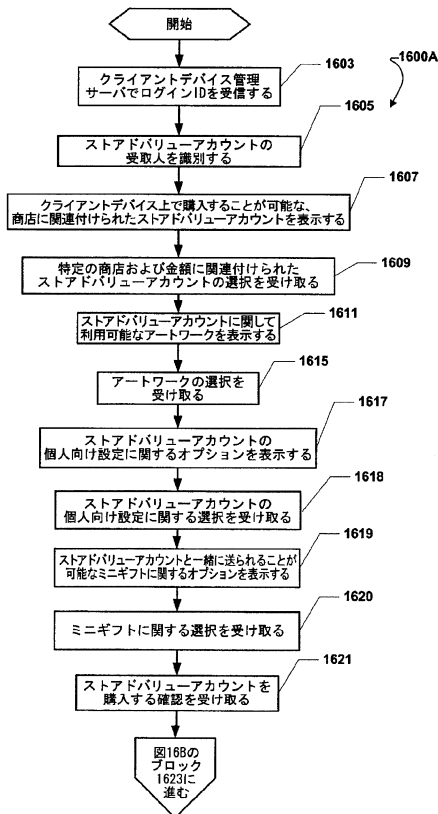 開始
1603
1600A
クライアントデバイス管理
サーバでログインIDを受信する
1605
ストアドバリューアカウントの
受取人を識別する
1607
クライアントデバイス上で購入することが可能な、
商店に関連付けられたストアドバリューアカウントを表示する
1609
特定の商店および金額に関連付けられた
ストアドバリューアカウントの選択を受け取る
1611
ストアドバリューアカウントに関して
利用可能なアートワークを表示する
1615
アートワークの選択を
受け取る
1617
ストアドバリューアカウントの
個人向け設定に関するオプションを表示する
1618
ストアドバリューアカウントの
個人向け設定に関する選択を受け取る
1619
ストアドバリューアカウントと一緒に送られることが
可能なミニギフトに関するオプションを表示する
1620
ミニギフトに関する選択を受け取る
1621
ストアドバリューアカウントを
購入する確認を受け取る
図16Bの
ブロック
1623に
進む